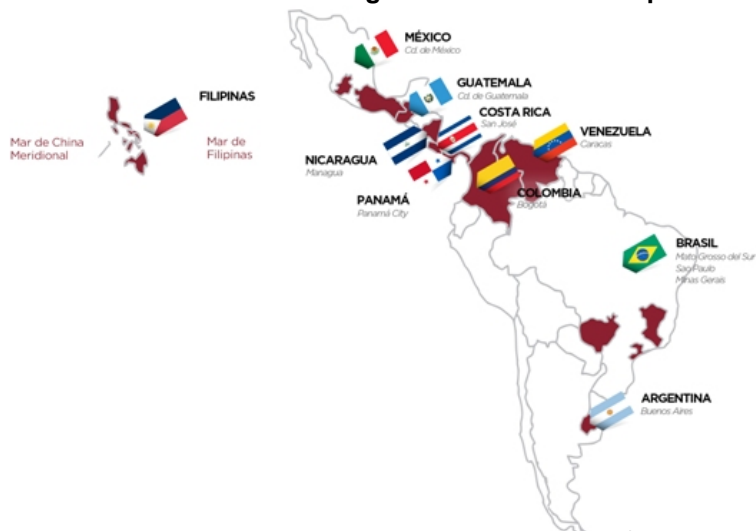 MÉXICO
Cd. de México
FILIPINAS
Mar de China
Meridional
Mar de
Filipinas
GUATEMALA
Cd. de Guatemala
COSTA RICA
San José
VENEZUELA
Caracas
NICARAGUA
Managua
PANAMÁ
Panamá City
COLOMBIA
Bogotá
BRASIL
Mato Grosso del Sur
Sao Paulo
Minas Gerais
ARGENTINA
Buenos Aires